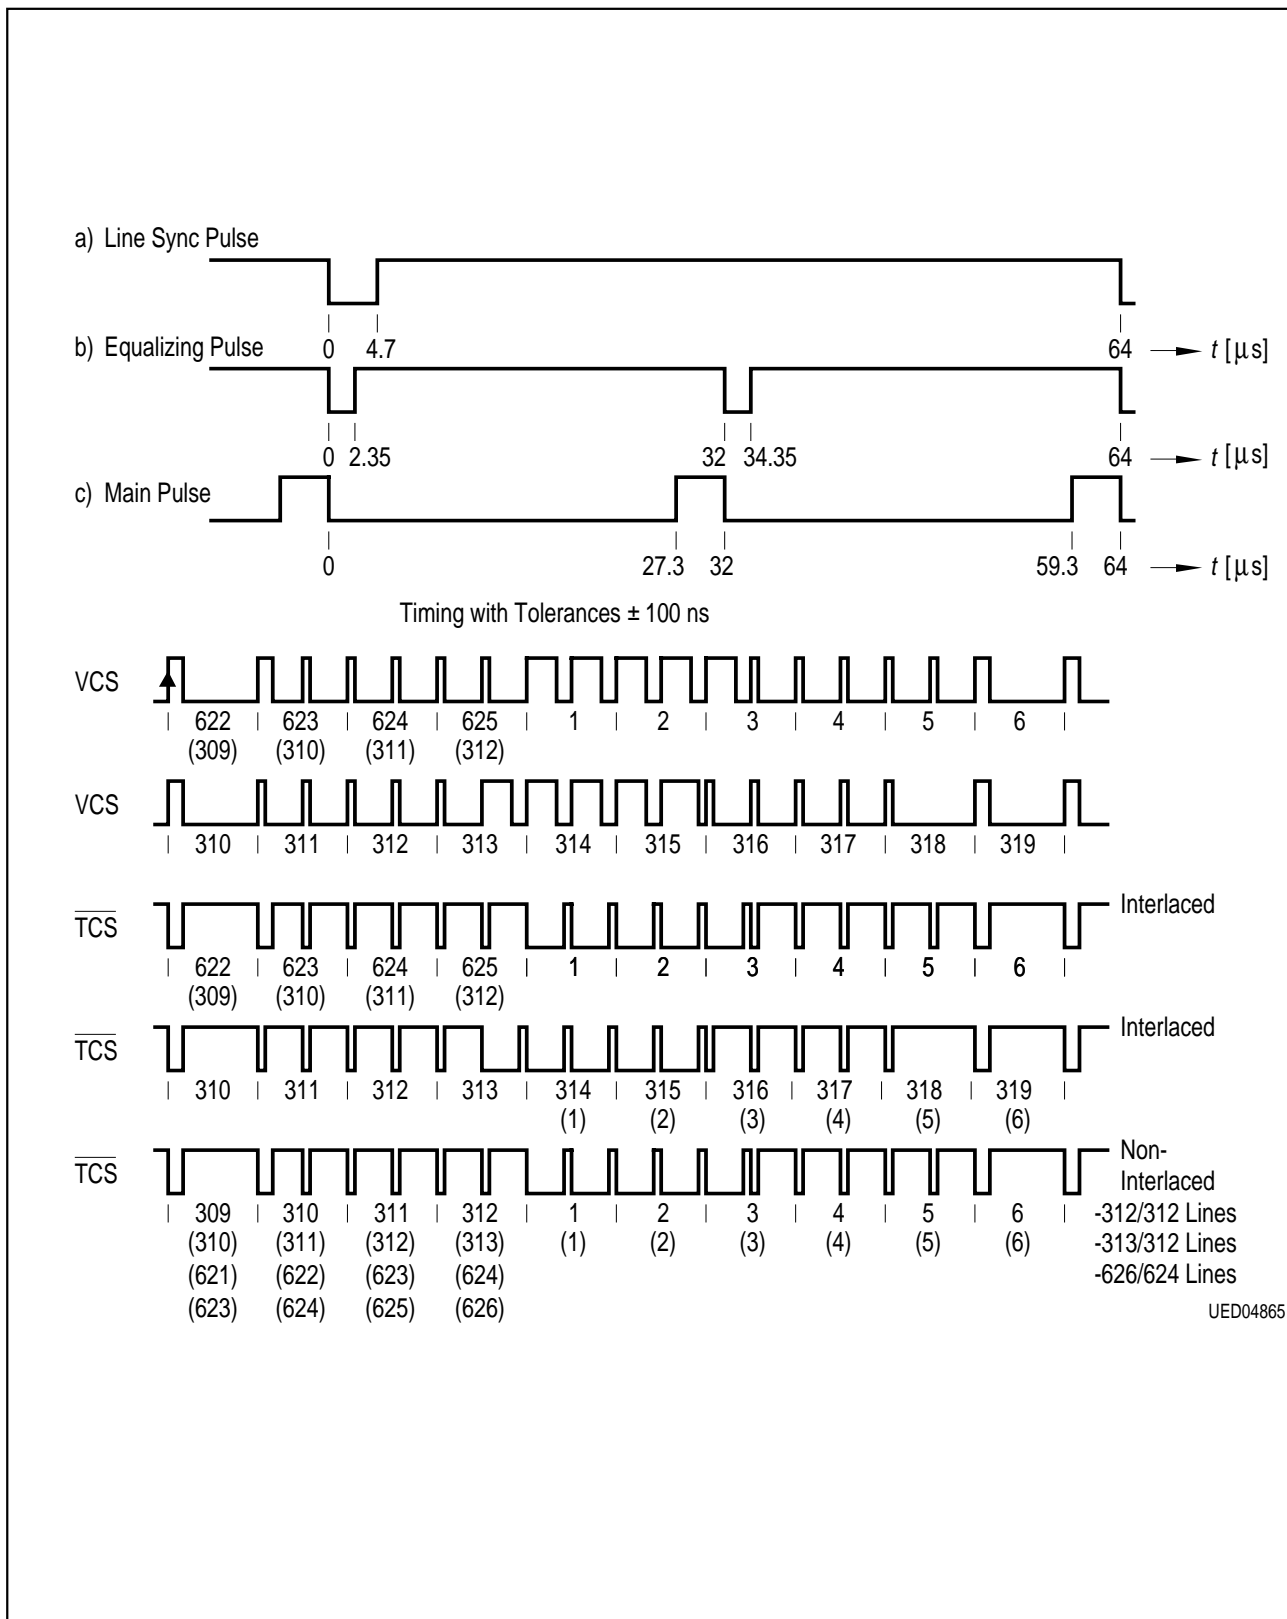 a) Line Sync Pulse
0 4.7 64 t [μs]
b) Equalizing Pulse
0 2.35 32 34.35 64 t [μs]
c) Main Pulse
0 27.3 32 59.3 64 t [μs]
Timing with Tolerances ± 100 ns
VCS
622 623 624 625 1 2 3 4 5 6
(309) (310) (311) (312)
VCS
310 311 312 313 314 315 316 317 318 319
TCS Interlaced
622 623 624 625 1 2 3 4 5 6
(309) (310) (311) (312)
TCS Interlaced
310 311 312 313 314 315 316 317 318 319
(1) (2) (3) (4) (5) (6)
TCS Non-
Interlaced
309 310 311 312 1 2 3 4 5 6 -312/312 Lines
(310) (311) (312) (313) (1) (2) (3) (4) (5) (6) -313/312 Lines
(621) (622) (623) (624) -626/624 Lines
(623) (624) (625) (626)
UED04865